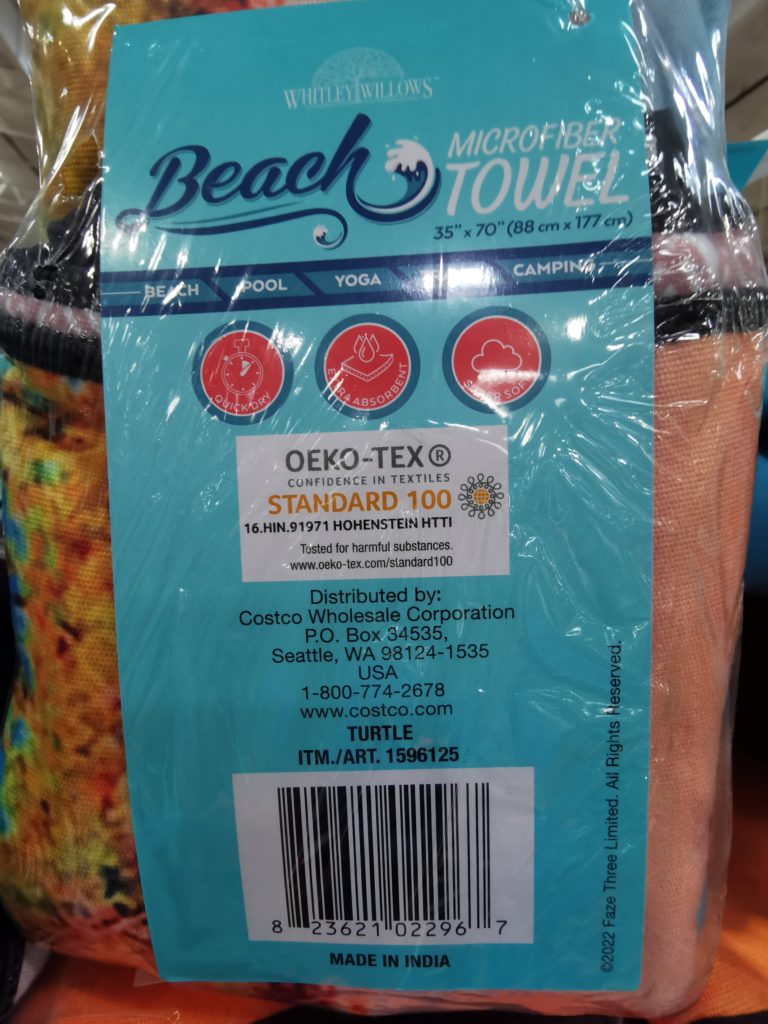 WHITLEY WILLOWS™
Beach
MICROFIBER
TOWEL
35" x 70" (88 cm x 177 cm)
BEACH POOL YOGA CAMPING
QUICK DRY
EXTRA ABSORBENT
SUPER SOFT
OEKO-TEX®
CONFIDENCE IN TEXTILES
STANDARD 100
16.HIN.91971 HOHENSTEIN HTTI
Tested for harmful substances.
www.oeko-tex.com/standard100
Distributed by:
Costco Wholesale Corporation
P.O. Box 34535,
Seattle, WA 98124-1535
USA
1-800-774-2678
www.costco.com
TURTLE
ITM./ART. 1596125
8 23621 02296 7
MADE IN INDIA
©2022 Faze Three Limited. All Rights Reserved.